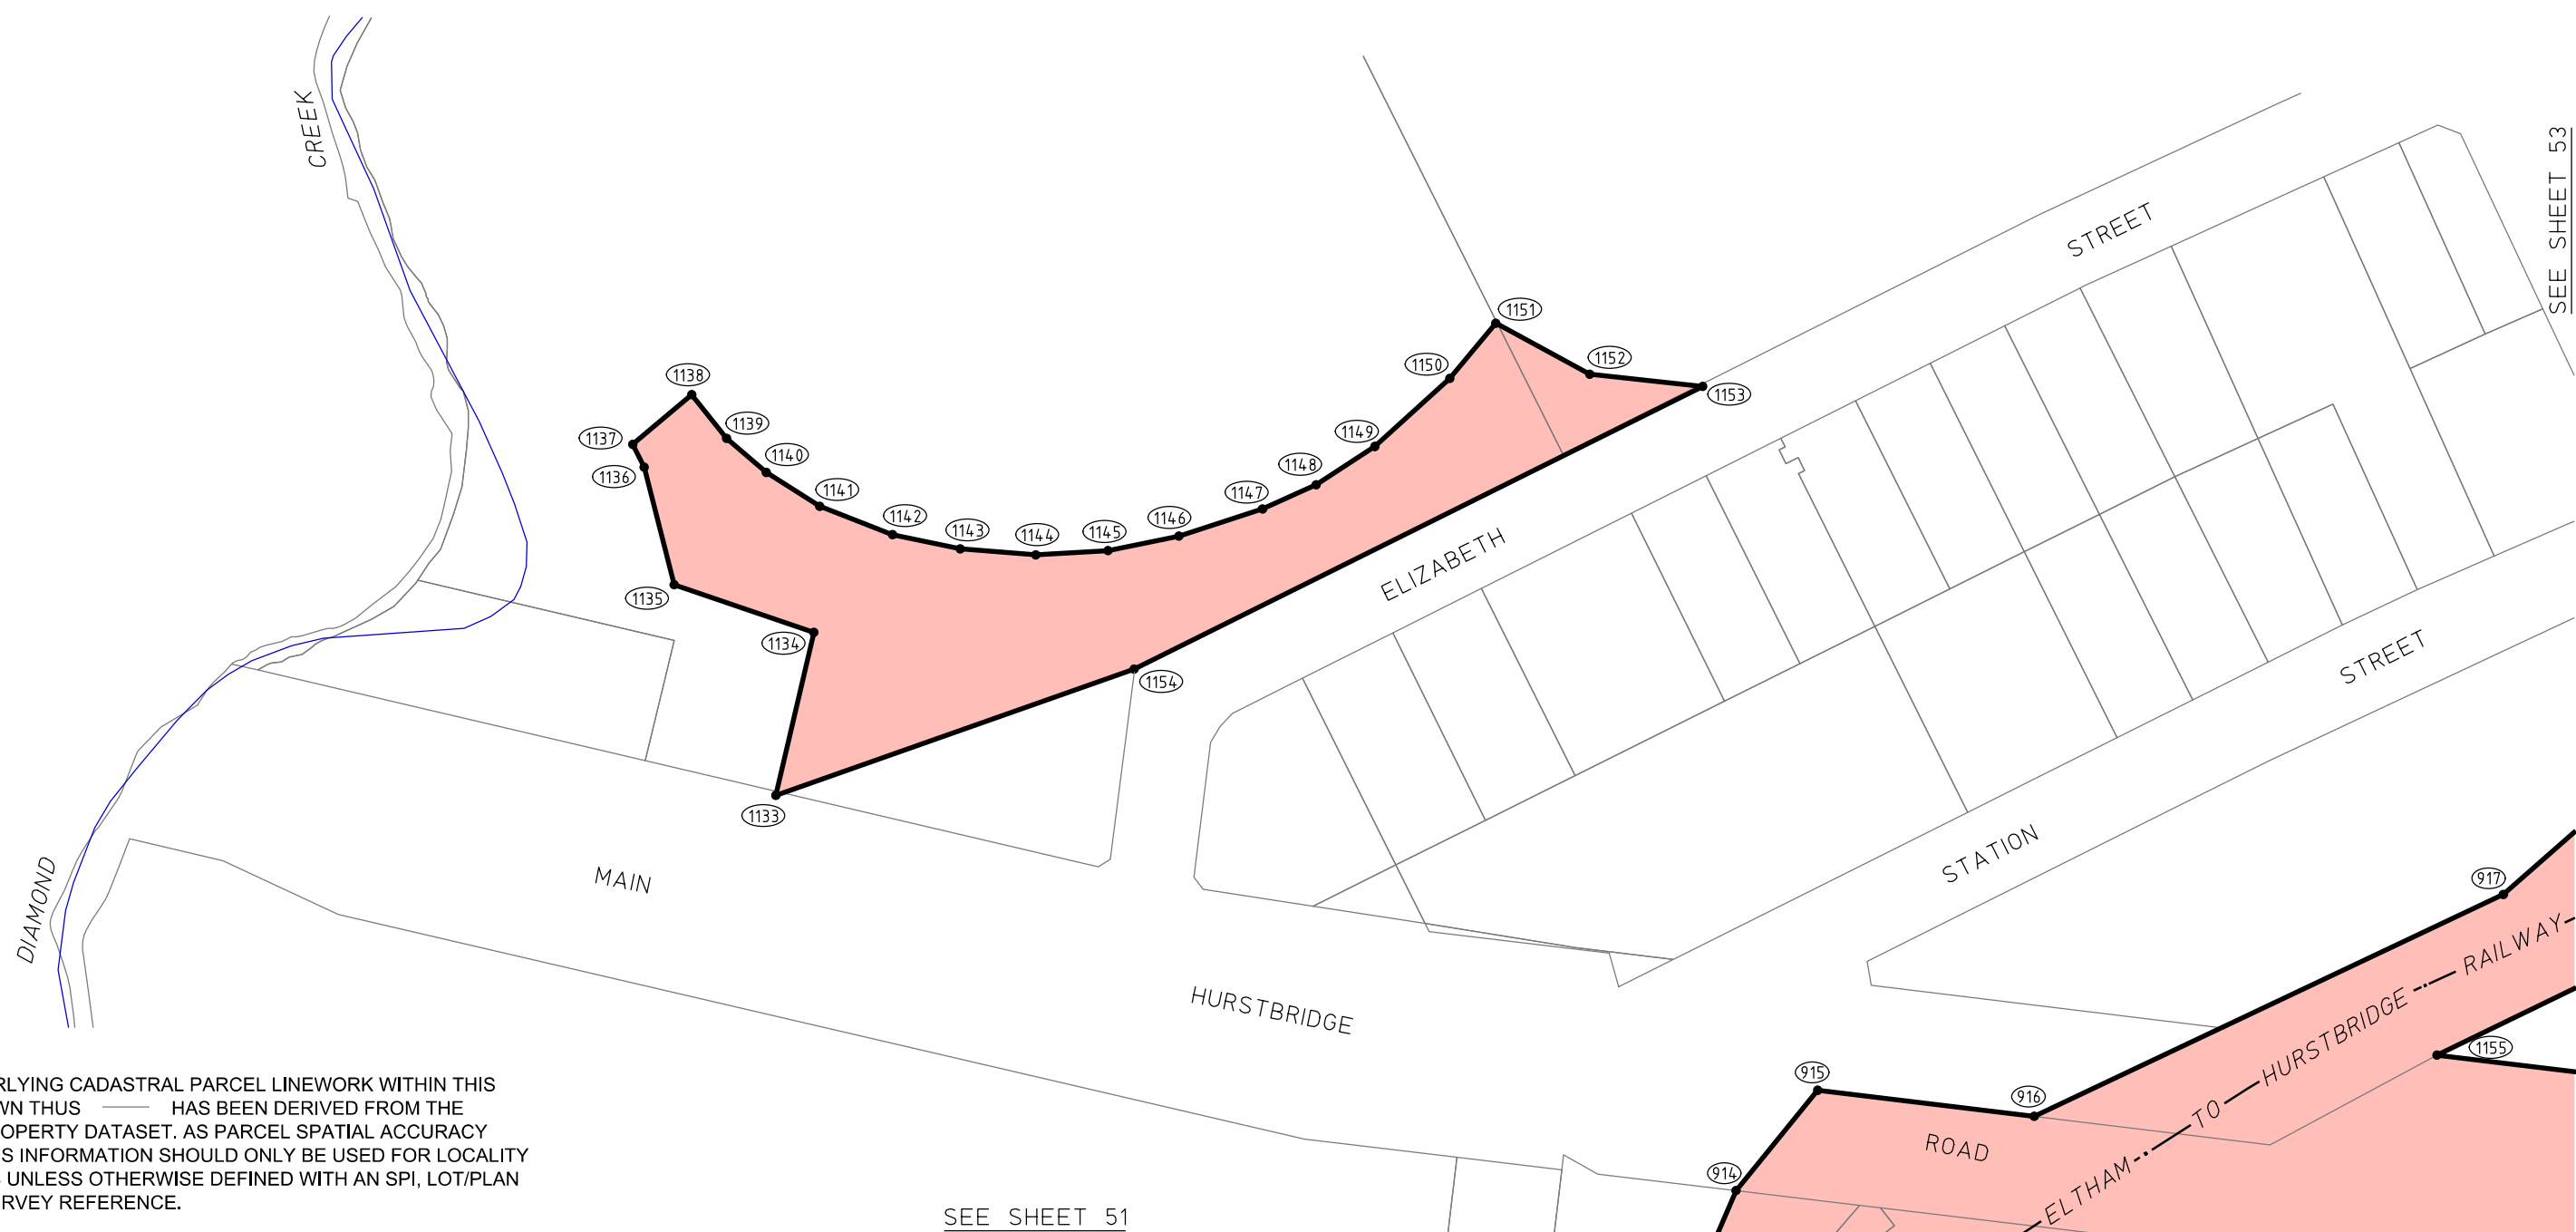 CREEK
SEE SHEET 53
STREET
1151
1152
1150
1153
1138
1139
1137
1149
1140
1148
1136
1141
1147
1142
1146
1143
1144
1145
ELIZABETH
1135
1134
STREET
1154
1133
STATION
MAIN
DIAMOND
917
RAILWAY
HURSTBRIDGE
HURSTBRIDGE
1155
915
916
TO
ROAD
914
ELTHAM
RLYING CADASTRAL PARCEL LINEWORK WITHIN THIS
WN THUS —— HAS BEEN DERIVED FROM THE
OPERTY DATASET. AS PARCEL SPATIAL ACCURACY
S INFORMATION SHOULD ONLY BE USED FOR LOCALITY
UNLESS OTHERWISE DEFINED WITH AN SPI, LOT/PLAN
RVEY REFERENCE.
SEE SHEET 51